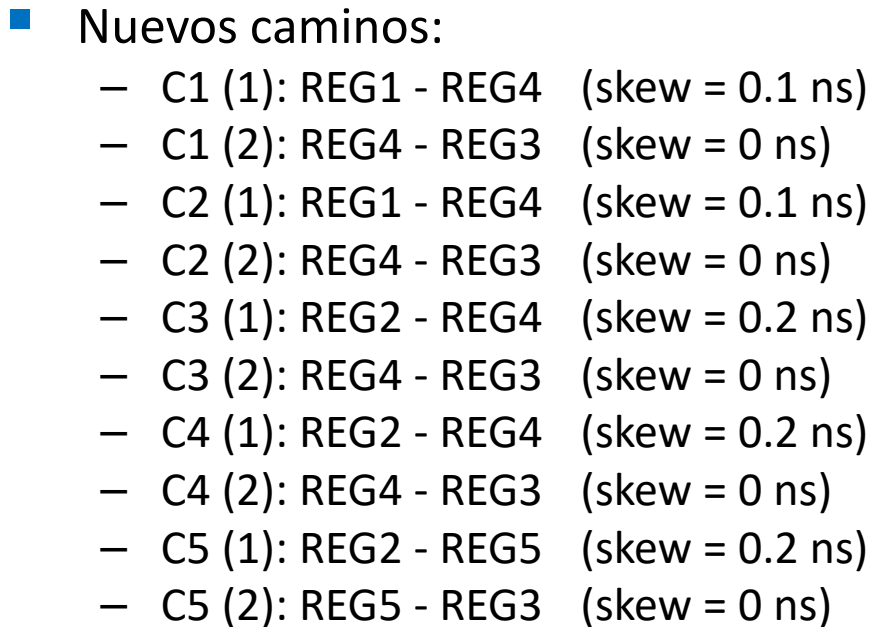 ▪ Nuevos caminos:
– C1 (1): REG1 - REG4 (skew = 0.1 ns)
– C1 (2): REG4 - REG3 (skew = 0 ns)
– C2 (1): REG1 - REG4 (skew = 0.1 ns)
– C2 (2): REG4 - REG3 (skew = 0 ns)
– C3 (1): REG2 - REG4 (skew = 0.2 ns)
– C3 (2): REG4 - REG3 (skew = 0 ns)
– C4 (1): REG2 - REG4 (skew = 0.2 ns)
– C4 (2): REG4 - REG3 (skew = 0 ns)
– C5 (1): REG2 - REG5 (skew = 0.2 ns)
– C5 (2): REG5 - REG3 (skew = 0 ns)